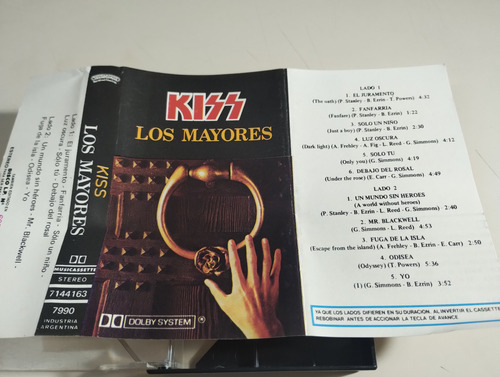 KISS
LOS MAYORES
DOLBY SYSTEM
KISS
LOS MAYORES
MUSICASSETTE
STEREO
7144163
7990
INDUSTRIA
ARGENTINA
Lado 1: El juramento - Fanfarria - Sólo un niño -
Luz oscura - Sólo tú - Debajo del rosal
Lado 2: Un mundo sin héroes - Mr. Blackwell -
Fuga de la isla - Odisea - Yo
LADO 1
1. EL JURAMENTO
(The oath) (P. Stanley - B. Ezrin - T. Powers) 4:32
2. FANFARRIA
(Fanfare) (P. Stanley - B. Ezrin) 1:22
3. SOLO UN NIÑO
(Just a boy) (P. Stanley - B. Ezrin) 2:30
4. LUZ OSCURA
(Dark light) (A. Frehley - A. Fig - L. Reed - G. Simmons) 4:12
5. SOLO TU
(Only you) (G. Simmons) 4:19
6. DEBAJO DEL ROSAL
(Under the rose) (E. Carr - G. Simmons) 4:49
LADO 2
1. UN MUNDO SIN HEROES
(A world without heroes)
(P. Stanley - B. Ezrin - L. Reed - G. Simmons) 2:40
2. MR. BLACKWELL
(G. Simmons - L. Reed) 4:53
3. FUGA DE LA ISLA
(Escape from the island) (A. Frehley - B. Ezrin - E. Carr) 2:50
4. ODISEA
(Odyssey) (T. Powers) 5:36
5. YO
(I) (G. Simmons - B. Ezrin) 3:52
YA QUE LOS LADOS DIFIEREN EN SU DURACION, AL INVERTIR EL CASSETTE
REBOBINAR ANTES DE ACCIONAR LA TECLA DE AVANCE